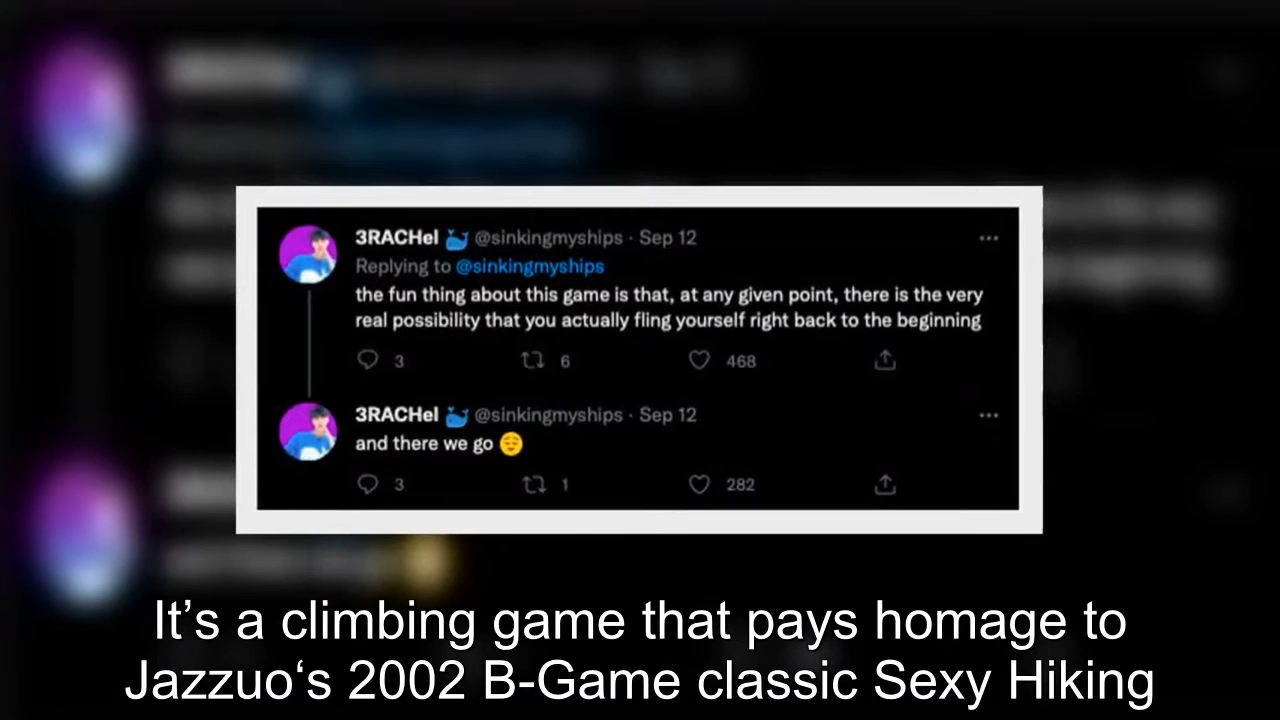 3RACHel 🐳 @sinkingmyships · Sep 12
Replying to @sinkingmyships
the fun thing about this game is that, at any given point, there is the very
real possibility that you actually fling yourself right back to the beginning
3 6 468
3RACHel 🐳 @sinkingmyships · Sep 12
and there we go 😌
3 1 282
It’s a climbing game that pays homage to
Jazzuo‘s 2002 B-Game classic Sexy Hiking